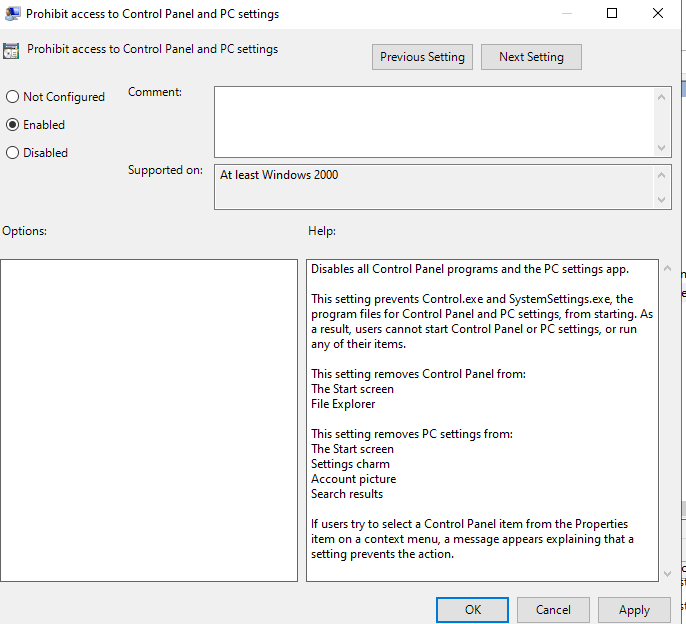 Prohibit access to Control Panel and PC settings
Prohibit access to Control Panel and PC settings
Previous Setting
Next Setting
Not Configured
Enabled
Disabled
Comment:
Supported on:
At least Windows 2000
Options:
Help:
Disables all Control Panel programs and the PC settings app.
This setting prevents Control.exe and SystemSettings.exe, the
program files for Control Panel and PC settings, from starting. As
a result, users cannot start Control Panel or PC settings, or run
any of their items.
This setting removes Control Panel from:
The Start screen
File Explorer
This setting removes PC settings from:
The Start screen
Settings charm
Account picture
Search results
If users try to select a Control Panel item from the Properties
item on a context menu, a message appears explaining that a
setting prevents the action.
OK
Cancel
Apply